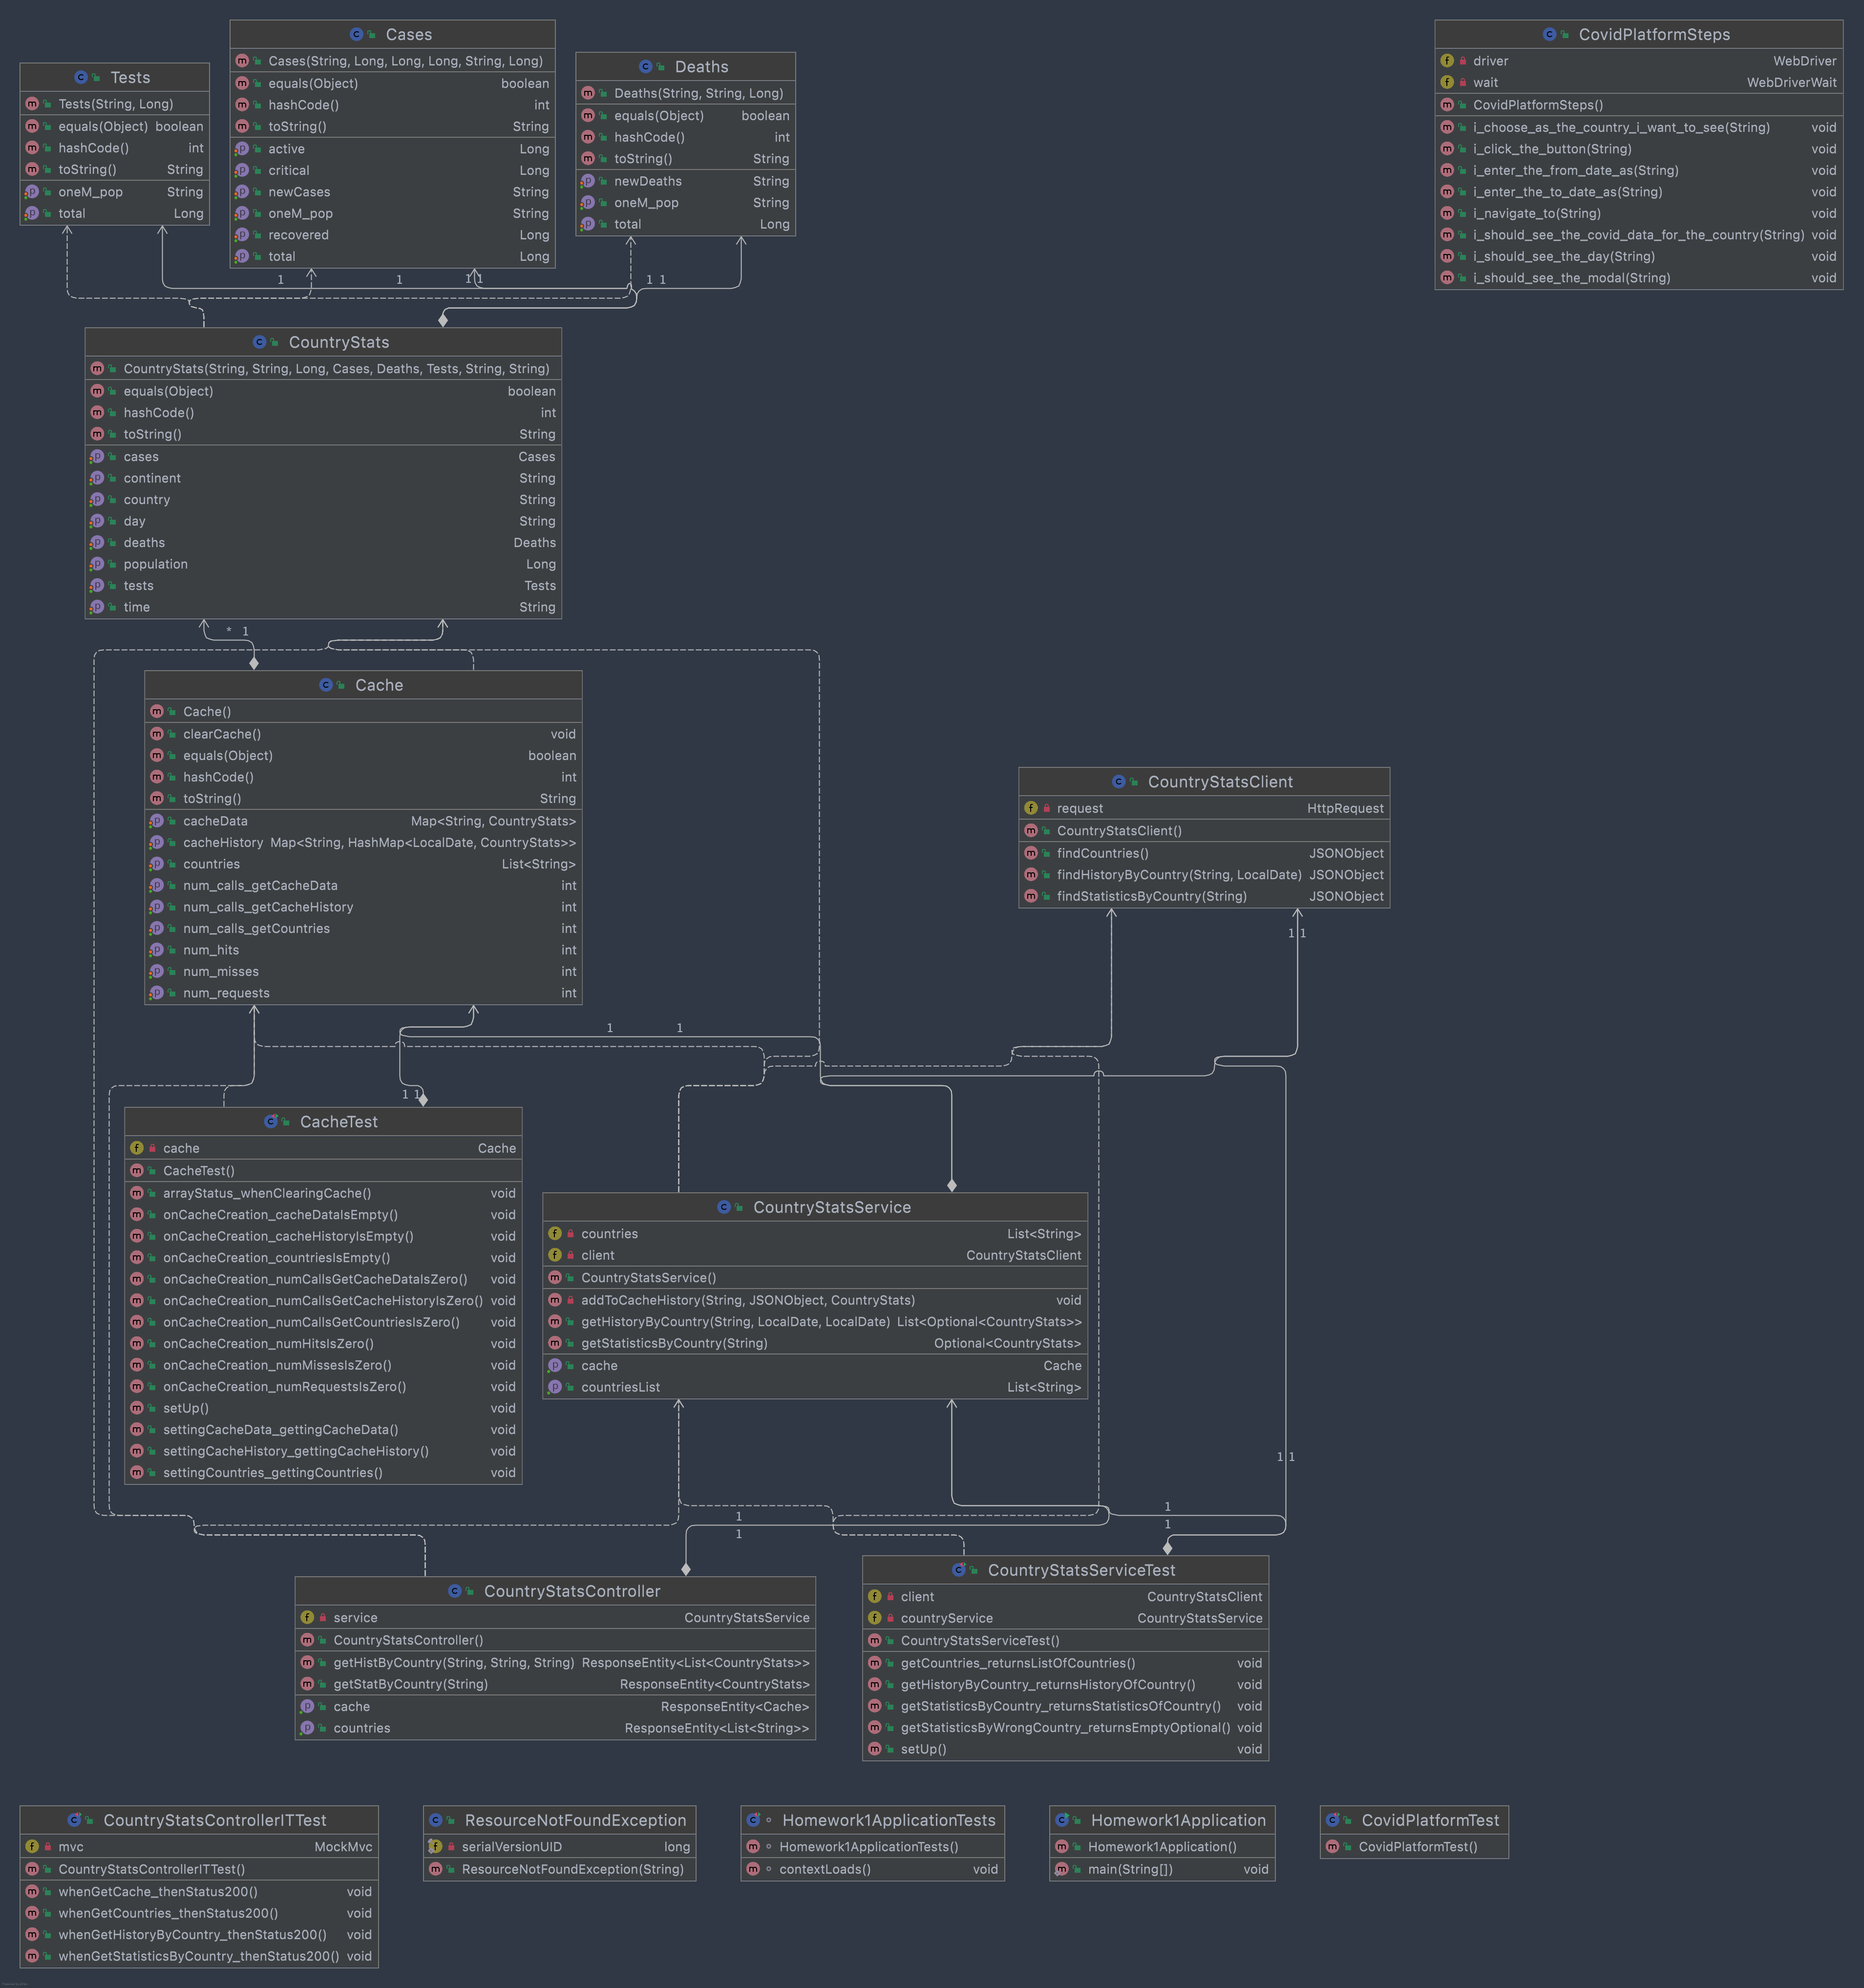 Cases
Cases(String, Long, Long, Long, String, Long)
equals(Object) boolean
hashCode() int
toString() String
active Long
critical Long
newCases String
oneM_pop String
recovered Long
total Long
Tests
Tests(String, Long)
equals(Object) boolean
hashCode() int
toString() String
oneM_pop String
total Long
Deaths
Deaths(String, String, Long)
equals(Object) boolean
hashCode() int
toString() String
newDeaths String
oneM_pop String
total Long
CovidPlatformSteps
driver WebDriver
wait WebDriverWait
CovidPlatformSteps()
i_choose_as_the_country_i_want_to_see(String) void
i_click_the_button(String) void
i_enter_the_from_date_as(String) void
i_enter_the_to_date_as(String) void
i_navigate_to(String) void
i_should_see_the_covid_data_for_the_country(String) void
i_should_see_the_day(String) void
i_should_see_the_modal(String) void
1 1 1 1 1 1
CountryStats
CountryStats(String, String, Long, Cases, Deaths, Tests, String, String)
equals(Object) boolean
hashCode() int
toString() String
cases Cases
continent String
country String
day String
deaths Deaths
population Long
tests Tests
time String
* 1
Cache
Cache()
clearCache() void
equals(Object) boolean
hashCode() int
toString() String
cacheData Map<String, CountryStats>
cacheHistory Map<String, HashMap<LocalDate, CountryStats>>
countries List<String>
num_calls_getCacheData int
num_calls_getCacheHistory int
num_calls_getCountries int
num_hits int
num_misses int
num_requests int
CountryStatsClient
request HttpRequest
CountryStatsClient()
findCountries() JSONObject
findHistoryByCountry(String, LocalDate) JSONObject
findStatisticsByCountry(String) JSONObject
1 1
1 1
1 1
CacheTest
cache Cache
CacheTest()
arrayStatus_whenClearingCache() void
onCacheCreation_cacheDataIsEmpty() void
onCacheCreation_cacheHistoryIsEmpty() void
onCacheCreation_countriesIsEmpty() void
onCacheCreation_numCallsGetCacheDataIsZero() void
onCacheCreation_numCallsGetCacheHistoryIsZero() void
onCacheCreation_numCallsGetCountriesIsZero() void
onCacheCreation_numHitsIsZero() void
onCacheCreation_numMissesIsZero() void
onCacheCreation_numRequestsIsZero() void
setUp() void
settingCacheData_gettingCacheData() void
settingCacheHistory_gettingCacheHistory() void
settingCountries_gettingCountries() void
CountryStatsService
countries List<String>
client CountryStatsClient
CountryStatsService()
addToCacheHistory(String, JSONObject, CountryStats) void
getHistoryByCountry(String, LocalDate, LocalDate) List<Optional<CountryStats>>
getStatisticsByCountry(String) Optional<CountryStats>
cache Cache
countriesList List<String>
1 1
1
1
1
1
CountryStatsController
service CountryStatsService
CountryStatsController()
getHistByCountry(String, String, String) ResponseEntity<List<CountryStats>>
getStatByCountry(String) ResponseEntity<CountryStats>
cache ResponseEntity<Cache>
countries ResponseEntity<List<String>>
CountryStatsServiceTest
client CountryStatsClient
countryService CountryStatsService
CountryStatsServiceTest()
getCountries_returnsListOfCountries() void
getHistoryByCountry_returnsHistoryOfCountry() void
getStatisticsByCountry_returnsStatisticsOfCountry() void
getStatisticsByWrongCountry_returnsEmptyOptional() void
setUp() void
CountryStatsControllerITTest
mvc MockMvc
CountryStatsControllerITTest()
whenGetCache_thenStatus200() void
whenGetCountries_thenStatus200() void
whenGetHistoryByCountry_thenStatus200() void
whenGetStatisticsByCountry_thenStatus200() void
ResourceNotFoundException
serialVersionUID long
ResourceNotFoundException(String)
Homework1ApplicationTests
Homework1ApplicationTests()
contextLoads() void
Homework1Application
Homework1Application()
main(String[]) void
CovidPlatformTest
CovidPlatformTest()